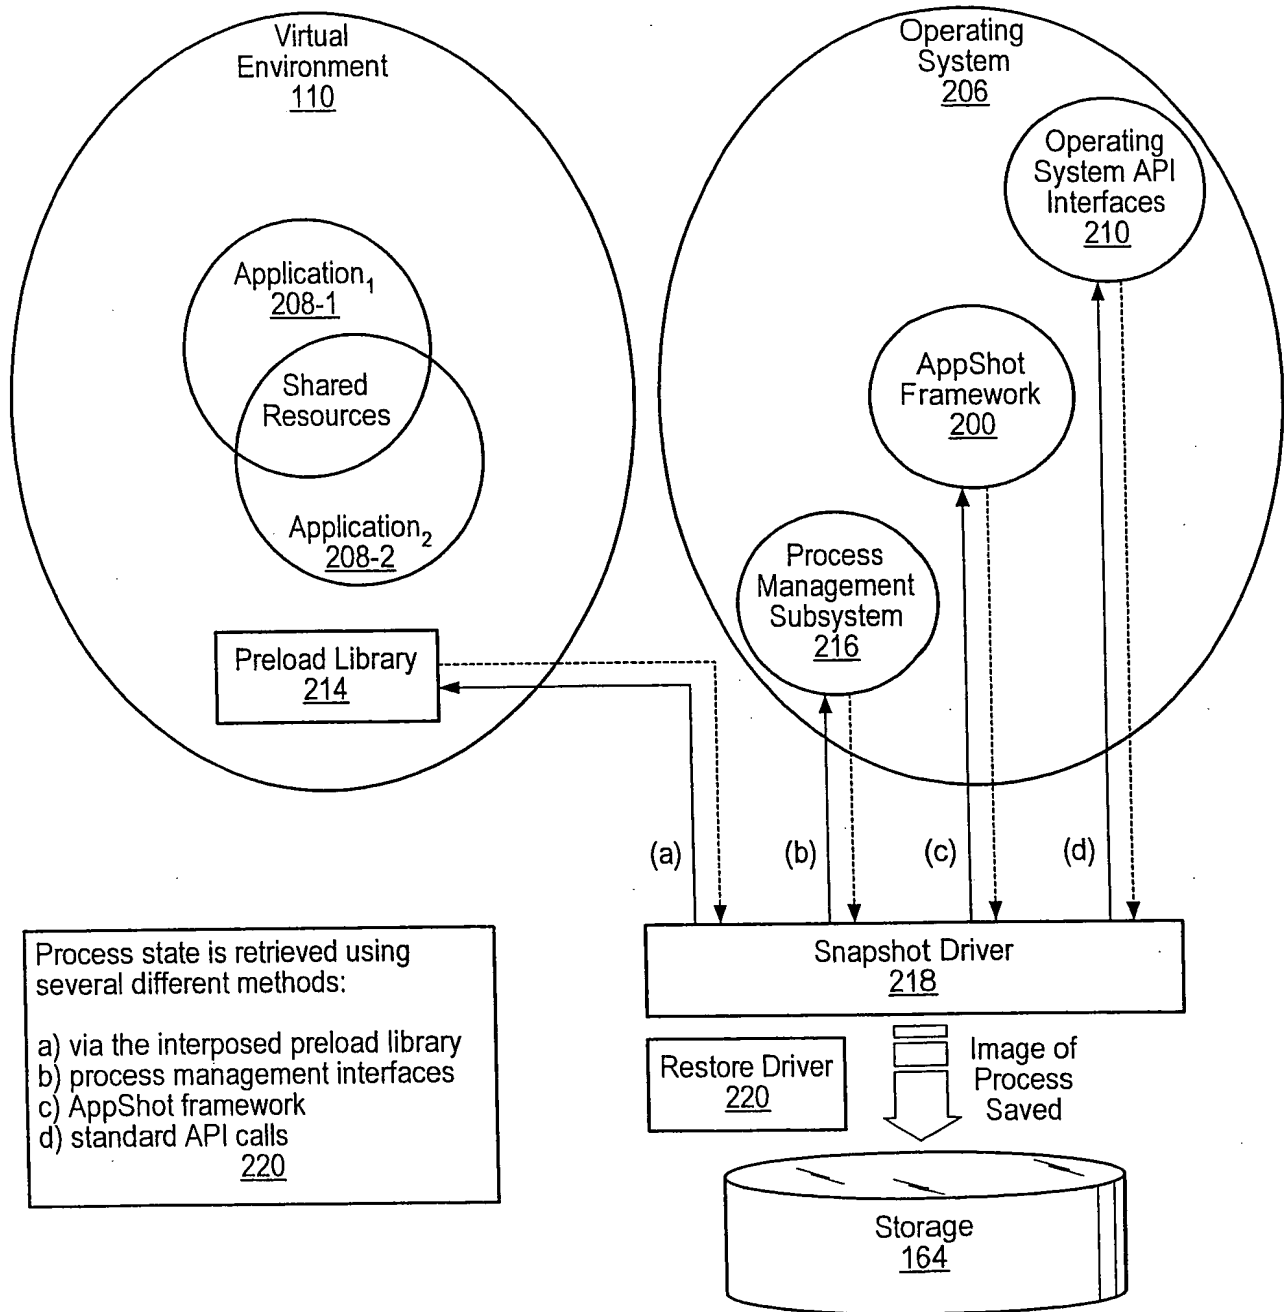 Virtual
Environment
110
Operating
System
206
Operating
System API
Interfaces
210
Application1
208-1
Shared
Resources
Application2
208-2
AppShot
Framework
200
Process
Management
Subsystem
216
Preload Library
214
(a)
(b)
(c)
(d)
Snapshot Driver
218
Process state is retrieved using
several different methods:
a) via the interposed preload library
b) process management interfaces
c) AppShot framework
d) standard API calls
220
Restore Driver
220
Image of
Process
Saved
Storage
164